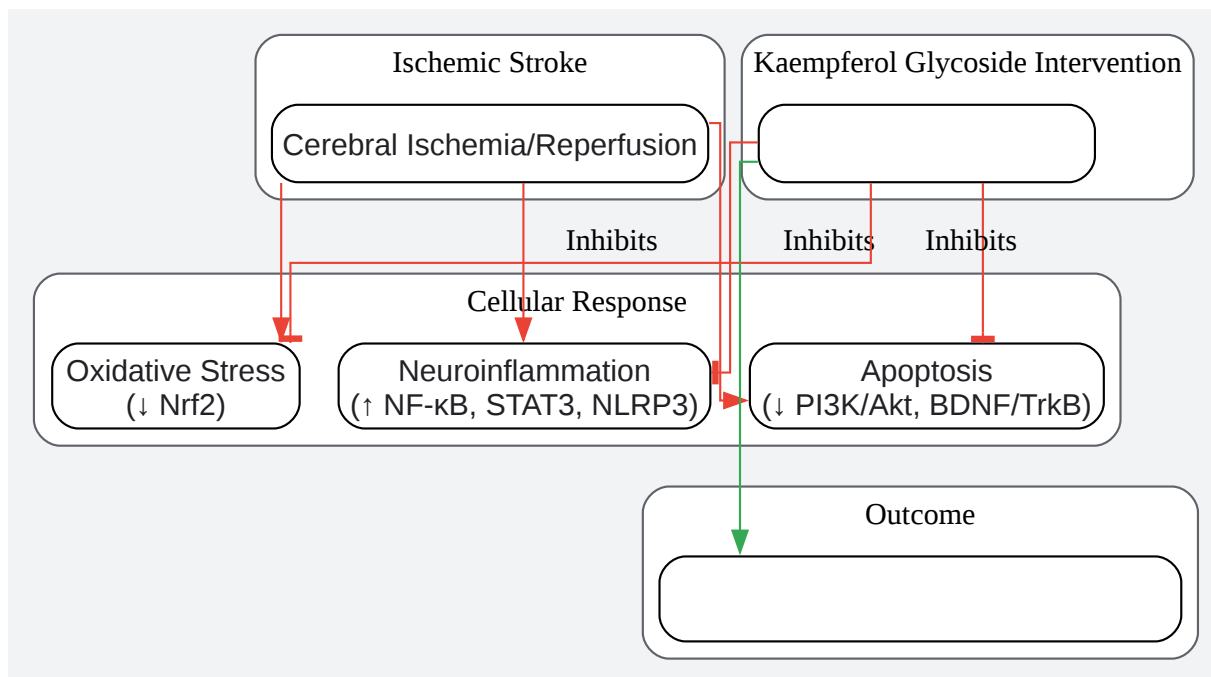 Ischemic Stroke
Kaempferol Glycoside Intervention
Cerebral Ischemia/Reperfusion
Inhibits
Inhibits
Inhibits
Cellular Response
Oxidative Stress
(↓ Nrf2)
Neuroinflammation
(↑ NF-κB, STAT3, NLRP3)
Apoptosis
(↓ PI3K/Akt, BDNF/TrkB)
Outcome